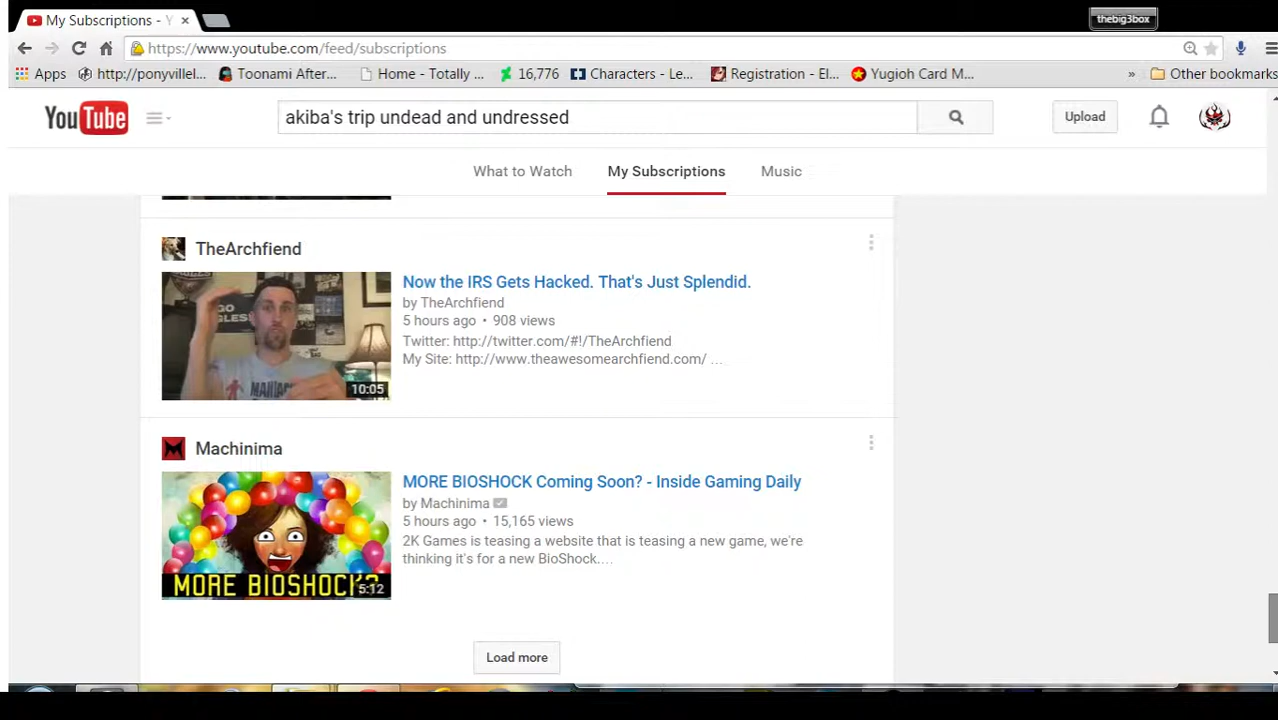 My Subscriptions - Y
thebig3box
https://www.youtube.com/feed/subscriptions
Apps http://ponyvillel... Toonami After... Home - Totally ... 16,776 Characters - Le... Registration - El... Yugioh Card M... » Other bookmarks
YouTube akiba's trip undead and undressed Upload
What to Watch My Subscriptions Music
TheArchfiend
Now the IRS Gets Hacked. That's Just Splendid.
by TheArchfiend
5 hours ago • 908 views
Twitter: http://twitter.com/#!/TheArchfiend
My Site: http://www.theawesomearchfiend.com/ ...
10:05
Machinima
MORE BIOSHOCK Coming Soon? - Inside Gaming Daily
by Machinima
5 hours ago • 15,165 views
2K Games is teasing a website that is teasing a new game, we're
thinking it's for a new BioShock....
MORE BIOSHOCK?
5:12
Load more